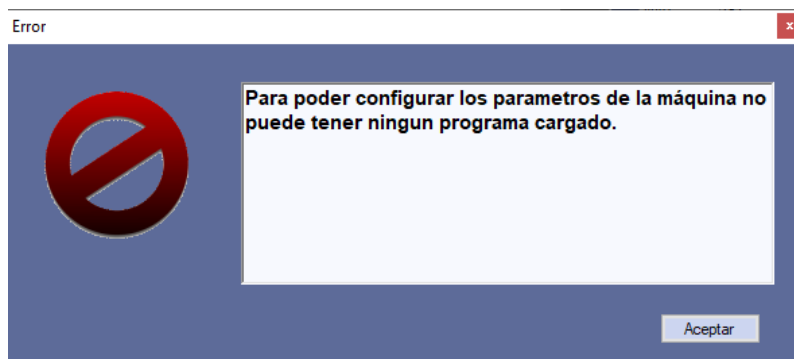 Error
x
Para poder configurar los parametros de la máquina no
puede tener ningun programa cargado.
Aceptar